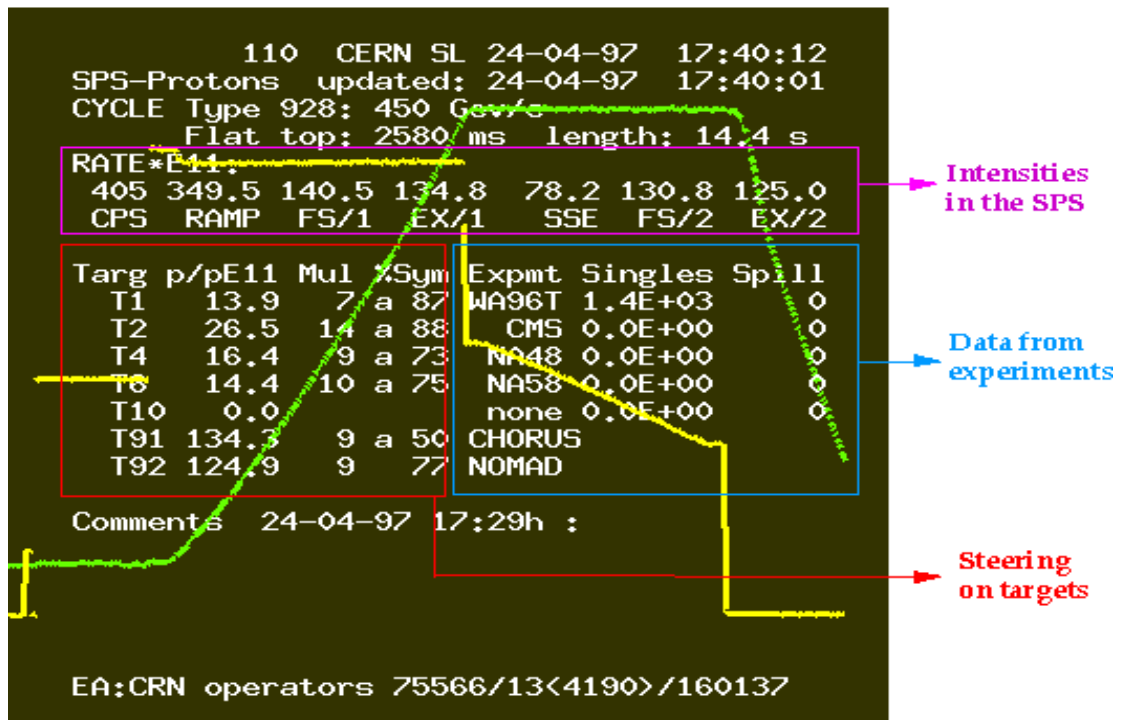 110 CERN SL 24-04-97 17:40:12
SPS-Protons updated: 24-04-97 17:40:01
CYCLE Type 928: 450 Gev/c
Flat top: 2580 ms length: 14.4 s
RATE*E11:
405 349.5 140.5 134.8 78.2 130.8 125.0
CPS RAMP FS/1 EX/1 SSE FS/2 EX/2
Intensities
in the SPS
Targ p/pE11 Mul %Sym Expmt Singles Spill
T1 13.9 7 a 87 WA96T 1.4E+03 0
T2 26.5 14 a 88 CMS 0.0E+00 0
T4 16.4 9 a 73 NA48 0.0E+00 0
T6 14.4 10 a 75 NA58 0.0E+00 0
T10 0.0 none 0.0E+00 0
T91 134.3 9 a 50 CHORUS
T92 124.9 9 77 NOMAD
Data from
experiments
Comments 24-04-97 17:29h :
Steering
on targets
EA:CRN operators 75566/13<4190>/160137